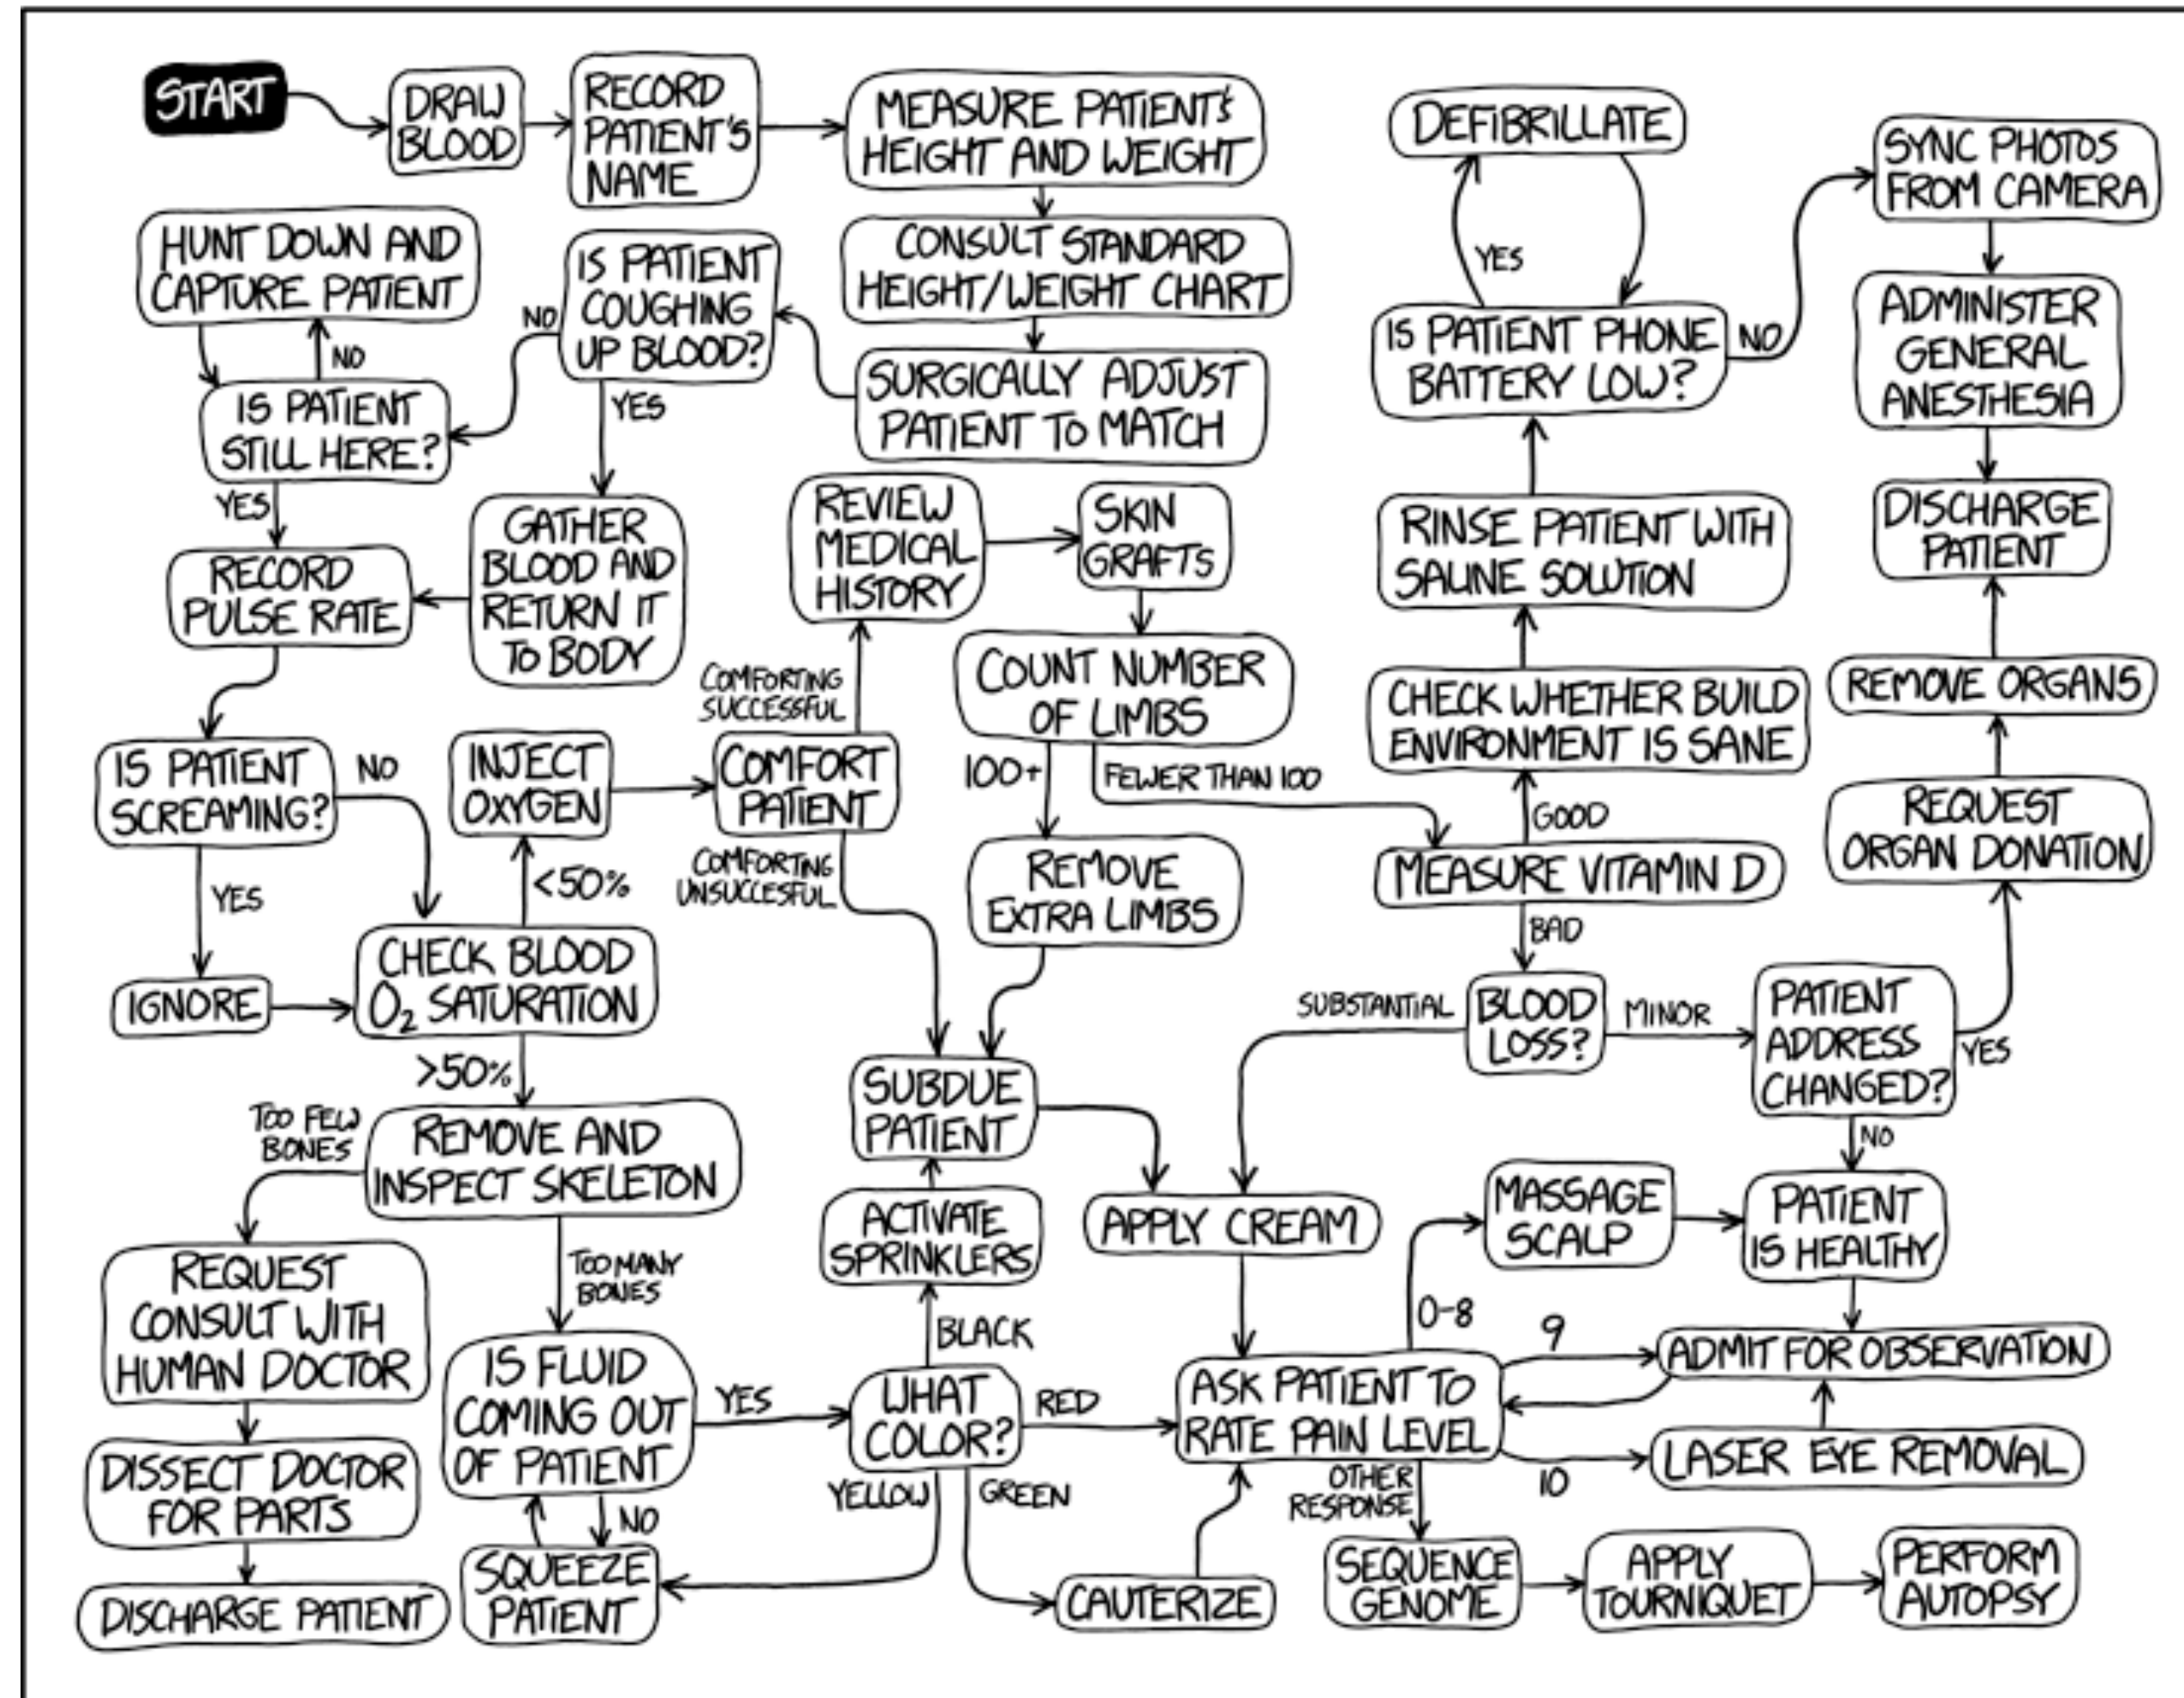 START
DRAW
BLOOD
RECORD
PATIENT'S
NAME
MEASURE PATIENT'S
HEIGHT AND WEIGHT
CONSULT STANDARD
HEIGHT/WEIGHT CHART
SURGICALLY ADJUST
PATIENT TO MATCH
IS PATIENT
COUGHING
UP BLOOD?
NO
YES
HUNT DOWN AND
CAPTURE PATIENT
NO
IS PATIENT
STILL HERE?
YES
GATHER
BLOOD AND
RETURN IT
TO BODY
RECORD
PULSE RATE
IS PATIENT
SCREAMING?
NO
YES
IGNORE
CHECK BLOOD
O2 SATURATION
<50%
INJECT
OXYGEN
COMFORT
PATIENT
COMFORTING
SUCCESSFUL
COMFORTING
UNSUCCESFUL
REVIEW
MEDICAL
HISTORY
SKIN
GRAFTS
COUNT NUMBER
OF LIMBS
100+
FEWER THAN 100
REMOVE
EXTRA LIMBS
SUBDUE
PATIENT
>50%
REMOVE AND
INSPECT SKELETON
TOO FEW
BONES
REQUEST
CONSULT WITH
HUMAN DOCTOR
DISSECT DOCTOR
FOR PARTS
DISCHARGE PATIENT
TOO MANY
BONES
IS FLUID
COMING OUT
OF PATIENT
NO
SQUEEZE
PATIENT
YES
WHAT
COLOR?
BLACK
ACTIVATE
SPRINKLERS
RED
YELLOW
GREEN
CAUTERIZE
APPLY CREAM
ASK PATIENT TO
RATE PAIN LEVEL
0-8
MASSAGE
SCALP
9
10
OTHER
RESPONSE
SEQUENCE
GENOME
APPLY
TOURNIQUET
PERFORM
AUTOPSY
LASER EYE REMOVAL
ADMIT FOR OBSERVATION
PATIENT
IS HEALTHY
MEASURE VITAMIN D
GOOD
BAD
BLOOD
LOSS?
SUBSTANTIAL
MINOR
PATIENT
ADDRESS
CHANGED?
NO
YES
REQUEST
ORGAN DONATION
REMOVE ORGANS
DISCHARGE
PATIENT
CHECK WHETHER BUILD
ENVIRONMENT IS SANE
RINSE PATIENT WITH
SALINE SOLUTION
IS PATIENT PHONE
BATTERY LOW?
YES
DEFIBRILLATE
NO
SYNC PHOTOS
FROM CAMERA
ADMINISTER
GENERAL
ANESTHESIA